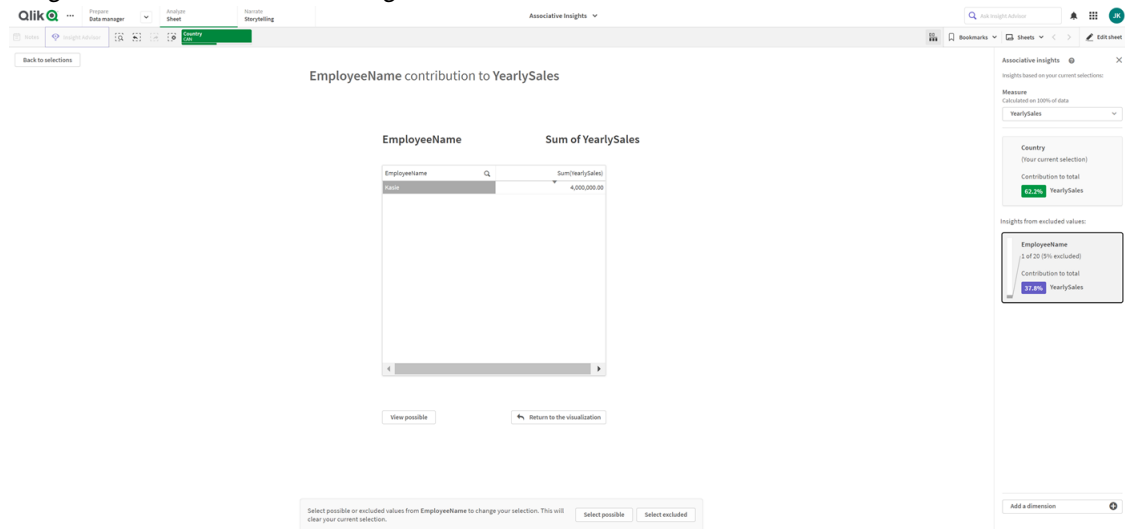 Qlik
Prepare
Data manager
Analyze
Sheet
Narrate
Storytelling
Associative Insights
Ask Insight Advisor
JK
Notes
Insight Advisor
Country
CAN
Bookmarks
Sheets
Edit sheet
Back to selections
EmployeeName contribution to YearlySales
EmployeeName
Sum of YearlySales
EmployeeName
Sum(YearlySales)
Kasie
4,000,000.00
View possible
Return to the visualization
Select possible or excluded values from EmployeeName to change your selection. This will
clear your current selection.
Select possible
Select excluded
Associative insights
Insights based on your current selections:
Measure
Calculated on 100% of data
YearlySales
Country
(Your current selection)
Contribution to total
62.2% YearlySales
Insights from excluded values:
EmployeeName
1 of 20 (5% excluded)
Contribution to total
37.8% YearlySales
Add a dimension